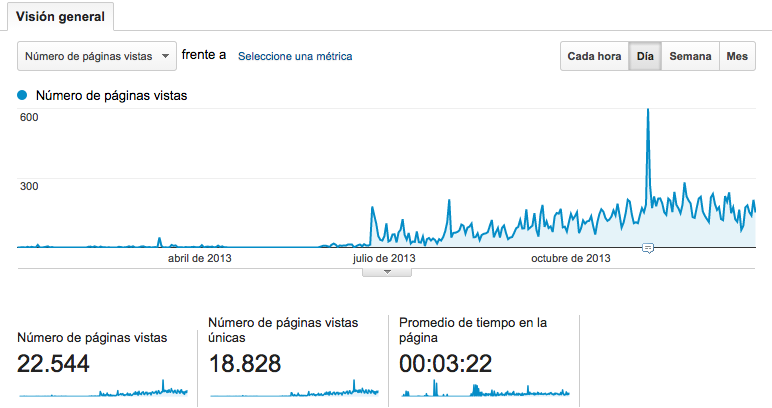 Visión general
Número de páginas vistas frente a Seleccione una métrica
Cada hora Día Semana Mes
Número de páginas vistas
600
300
abril de 2013 julio de 2013 octubre de 2013
Número de páginas vistas
22.544
Número de páginas vistas
únicas
18.828
Promedio de tiempo en la
página
00:03:22